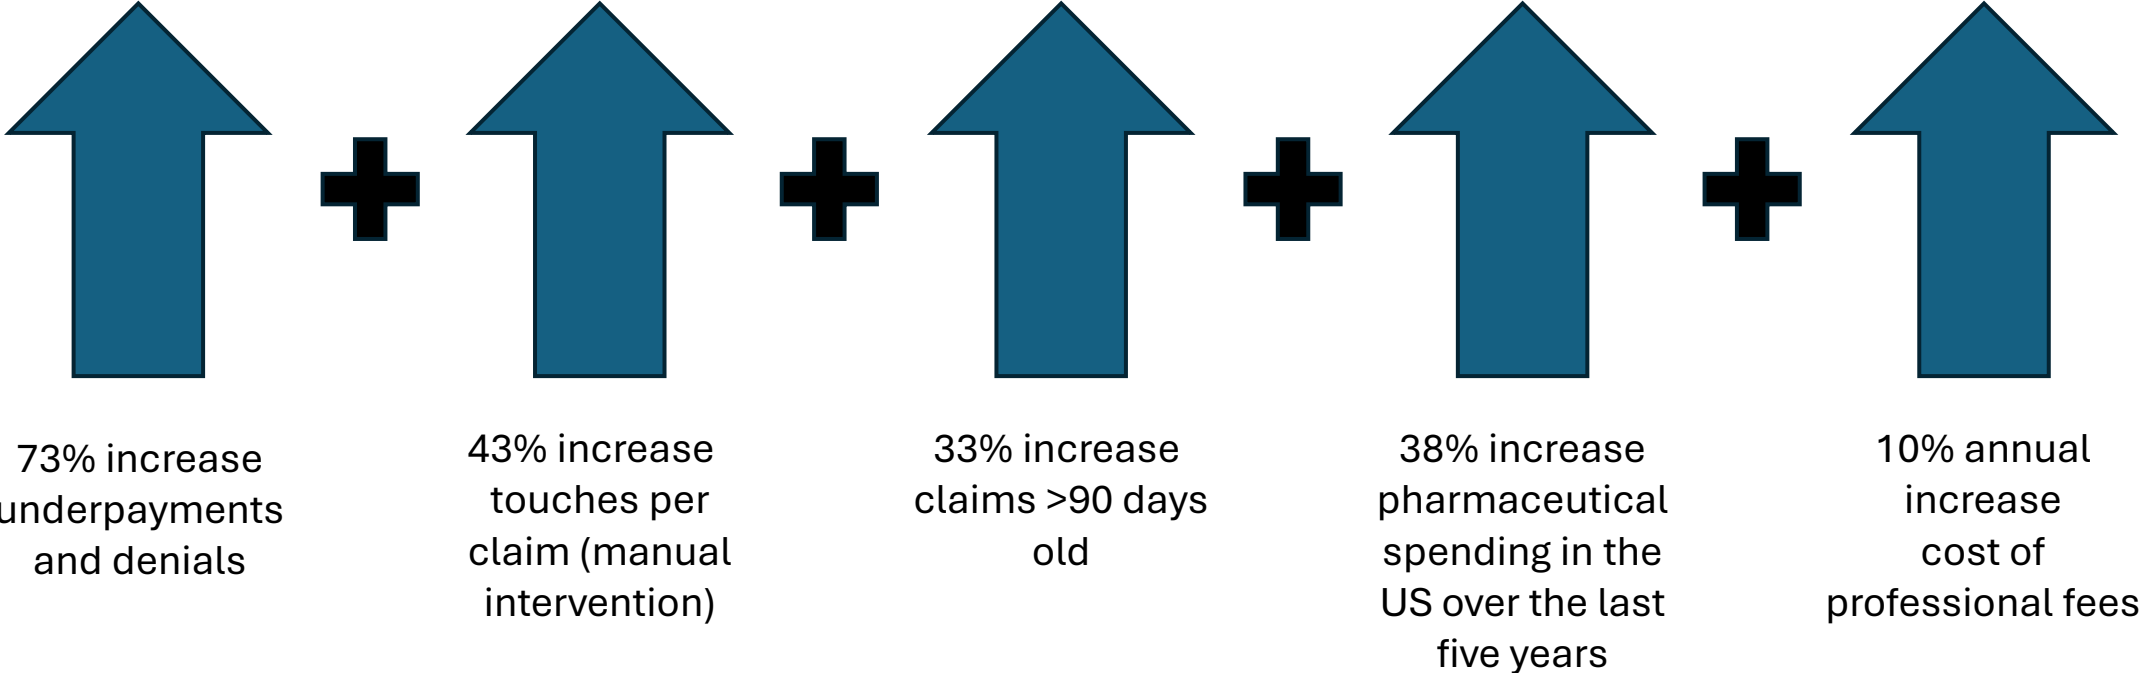 73% increase
underpayments
and denials
43% increase
touches per
claim (manual
intervention)
33% increase
claims >90 days
old
38% increase
pharmaceutical
spending in the
US over the last
five years
10% annual
increase
cost of
professional fees